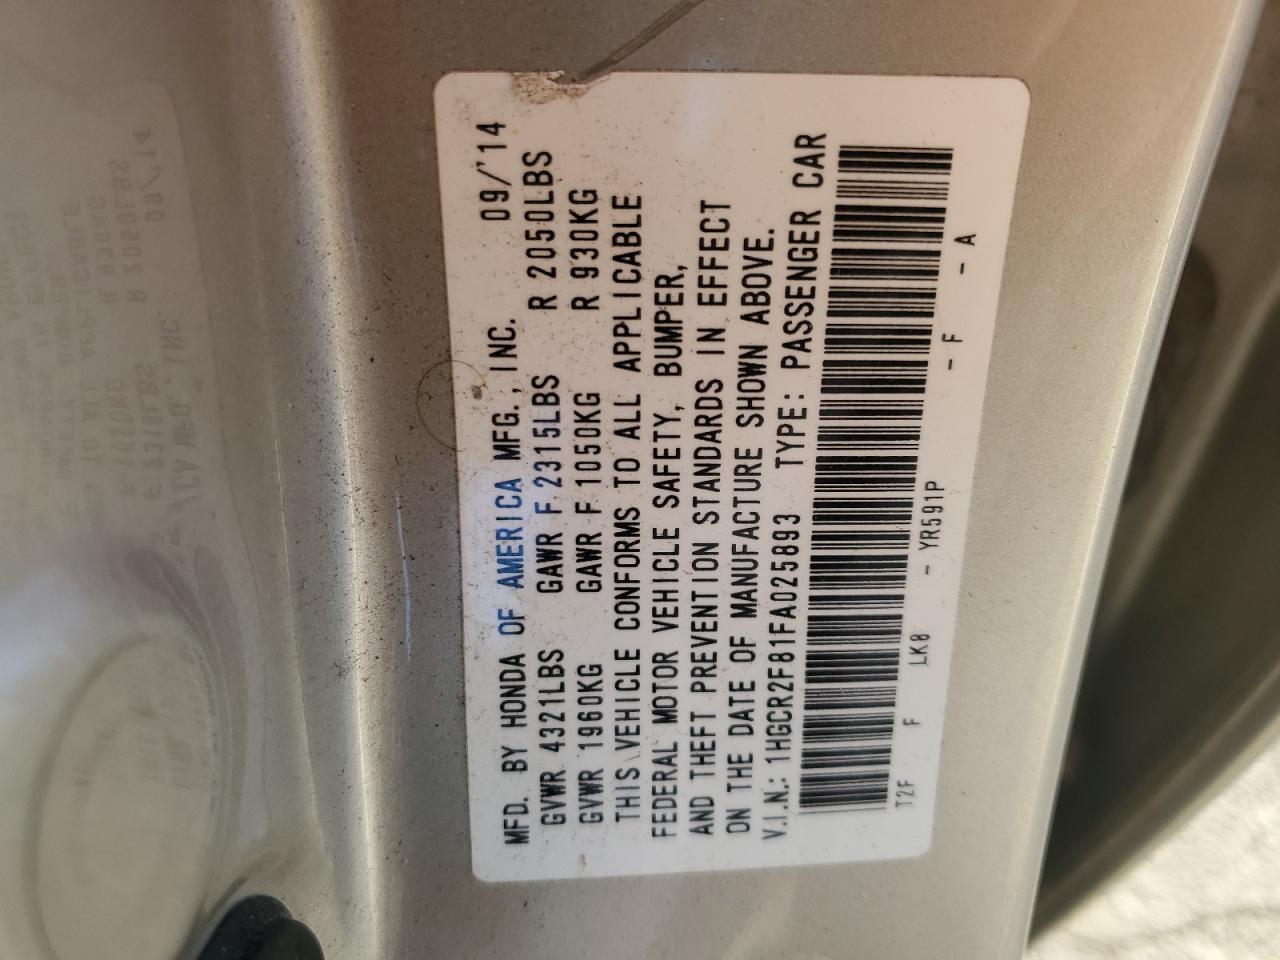 09/'14
MFD. BY HONDA OF AMERICA MFG., INC.
GVWR 4321LBS GAWR F 2315LBS R 2050LBS
GVWR 1960KG GAWR F 1050KG R 930KG
THIS VEHICLE CONFORMS TO ALL APPLICABLE
FEDERAL MOTOR VEHICLE SAFETY, BUMPER,
AND THEFT PREVENTION STANDARDS IN EFFECT
ON THE DATE OF MANUFACTURE SHOWN ABOVE.
V.I.N.: 1HGCR2F81FA025893 TYPE: PASSENGER CAR
T2F F LK8 - YR591P - F - A